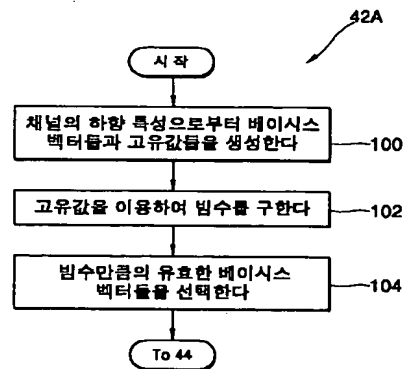 42A
시 작
채널의 하향 특성으로부터 베이시스
벡터들과 고유값들을 생성한다
100
고유값을 이용하여 빔수를 구한다
102
빔수만큼의 유효한 베이시스
벡터들을 선택한다
104
To 44